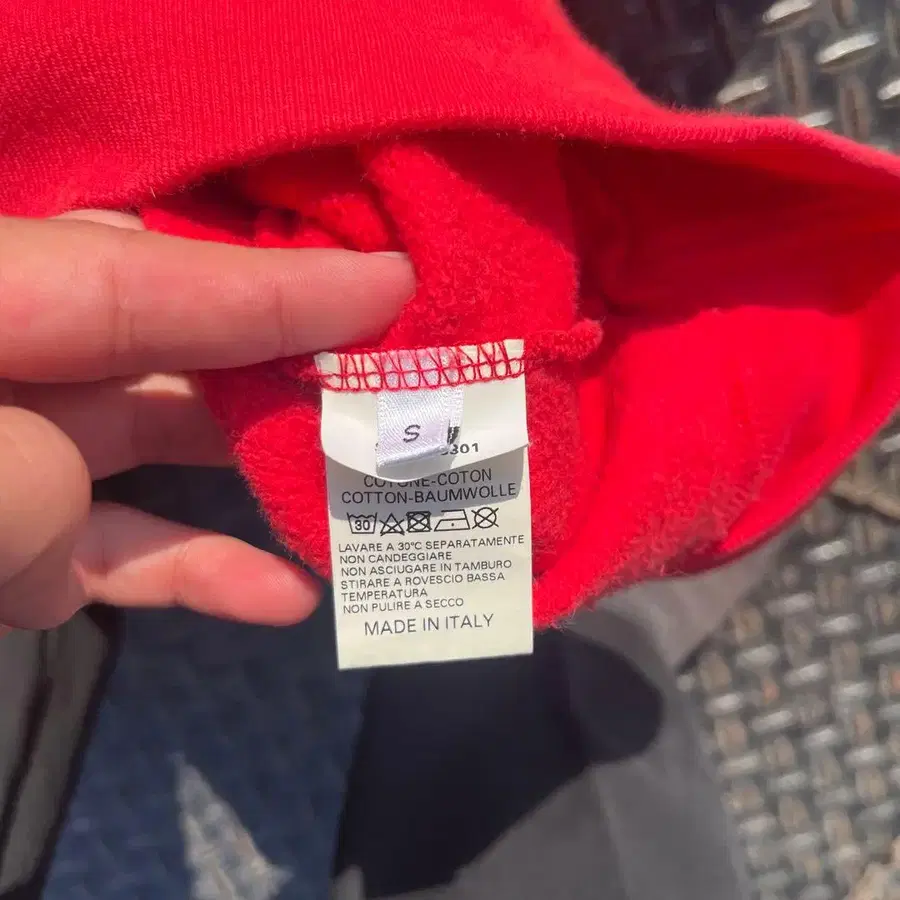 S
301
COTONE-COTON
COTTON-BAUMWOLLE
30
LAVARE A 30°C SEPARATAMENTE
NON CANDEGGIARE
NON ASCIUGARE IN TAMBURO
STIRARE A ROVESCIO BASSA
TEMPERATURA
NON PULIRE A SECCO
MADE IN ITALY